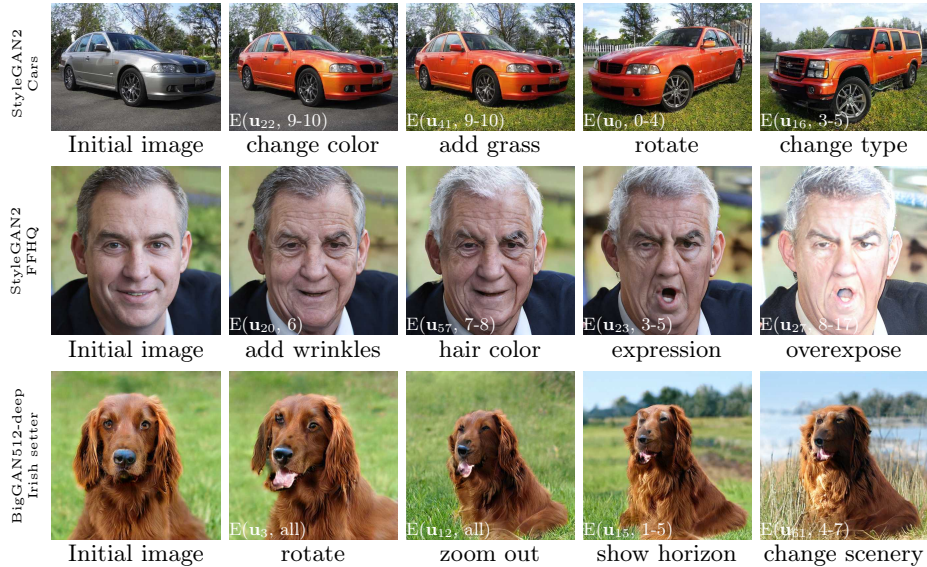 StyleGAN2
Cars
E(u22, 9-10)
E(u41, 9-10)
E(u0, 0-4)
E(u16, 3-5)
Initial image
change color
add grass
rotate
change type
StyleGAN2
FFHQ
E(u20, 6)
E(u57, 7-8)
E(u23, 3-5)
E(u27, 8-17)
Initial image
add wrinkles
hair color
expression
overexpose
BigGAN512-deep
Irish setter
E(u3, all)
E(u12, all)
E(u15, 1-5)
E(u61, 4-7)
Initial image
rotate
zoom out
show horizon
change scenery